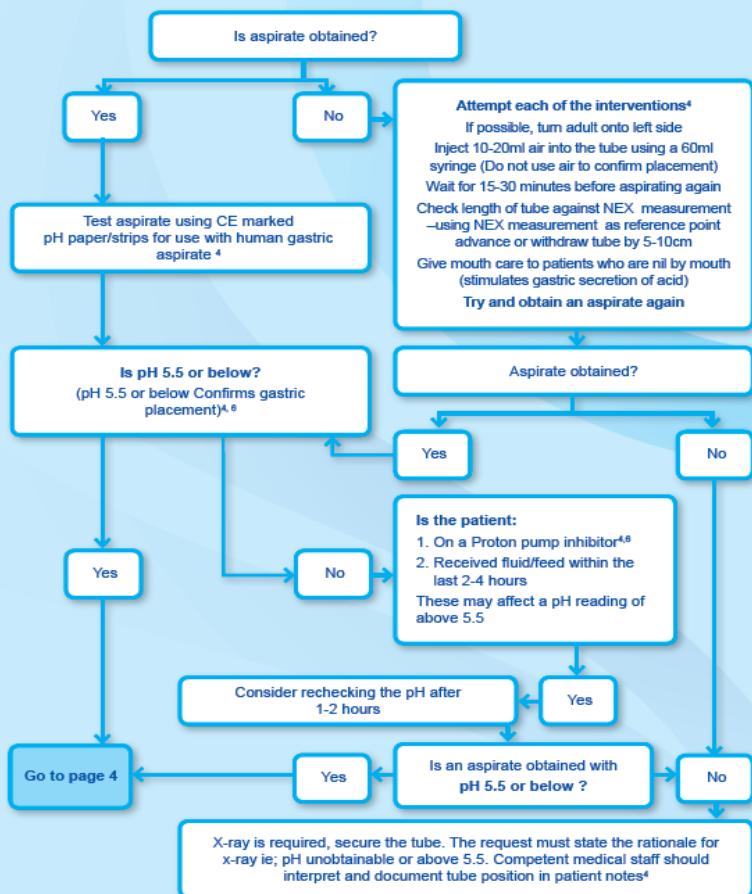 Is aspirate obtained?
Yes
No
Attempt each of the interventions⁴
If possible, turn adult onto left side
Inject 10-20ml air into the tube using a 60ml
syringe (Do not use air to confirm placement)
Wait for 15-30 minutes before aspirating again
Check length of tube against NEX measurement
–using NEX measurement as reference point
advance or withdraw tube by 5-10cm
Give mouth care to patients who are nil by mouth
(stimulates gastric secretion of acid)
Try and obtain an aspirate again
Test aspirate using CE marked
pH paper/strips for use with human gastric
aspirate ⁴
Is pH 5.5 or below?
(pH 5.5 or below Confirms gastric
placement)⁴˒ ⁶
Aspirate obtained?
Yes
No
Yes
No
Is the patient:
1. On a Proton pump inhibitor⁴˒⁶
2. Received fluid/feed within the
last 2-4 hours
These may affect a pH reading of
above 5.5
Consider rechecking the pH after
1-2 hours
Yes
Go to page 4
Yes
Is an aspirate obtained with
pH 5.5 or below ?
No
X-ray is required, secure the tube. The request must state the rationale for
x-ray ie; pH unobtainable or above 5.5. Competent medical staff should
interpret and document tube position in patient notes⁴